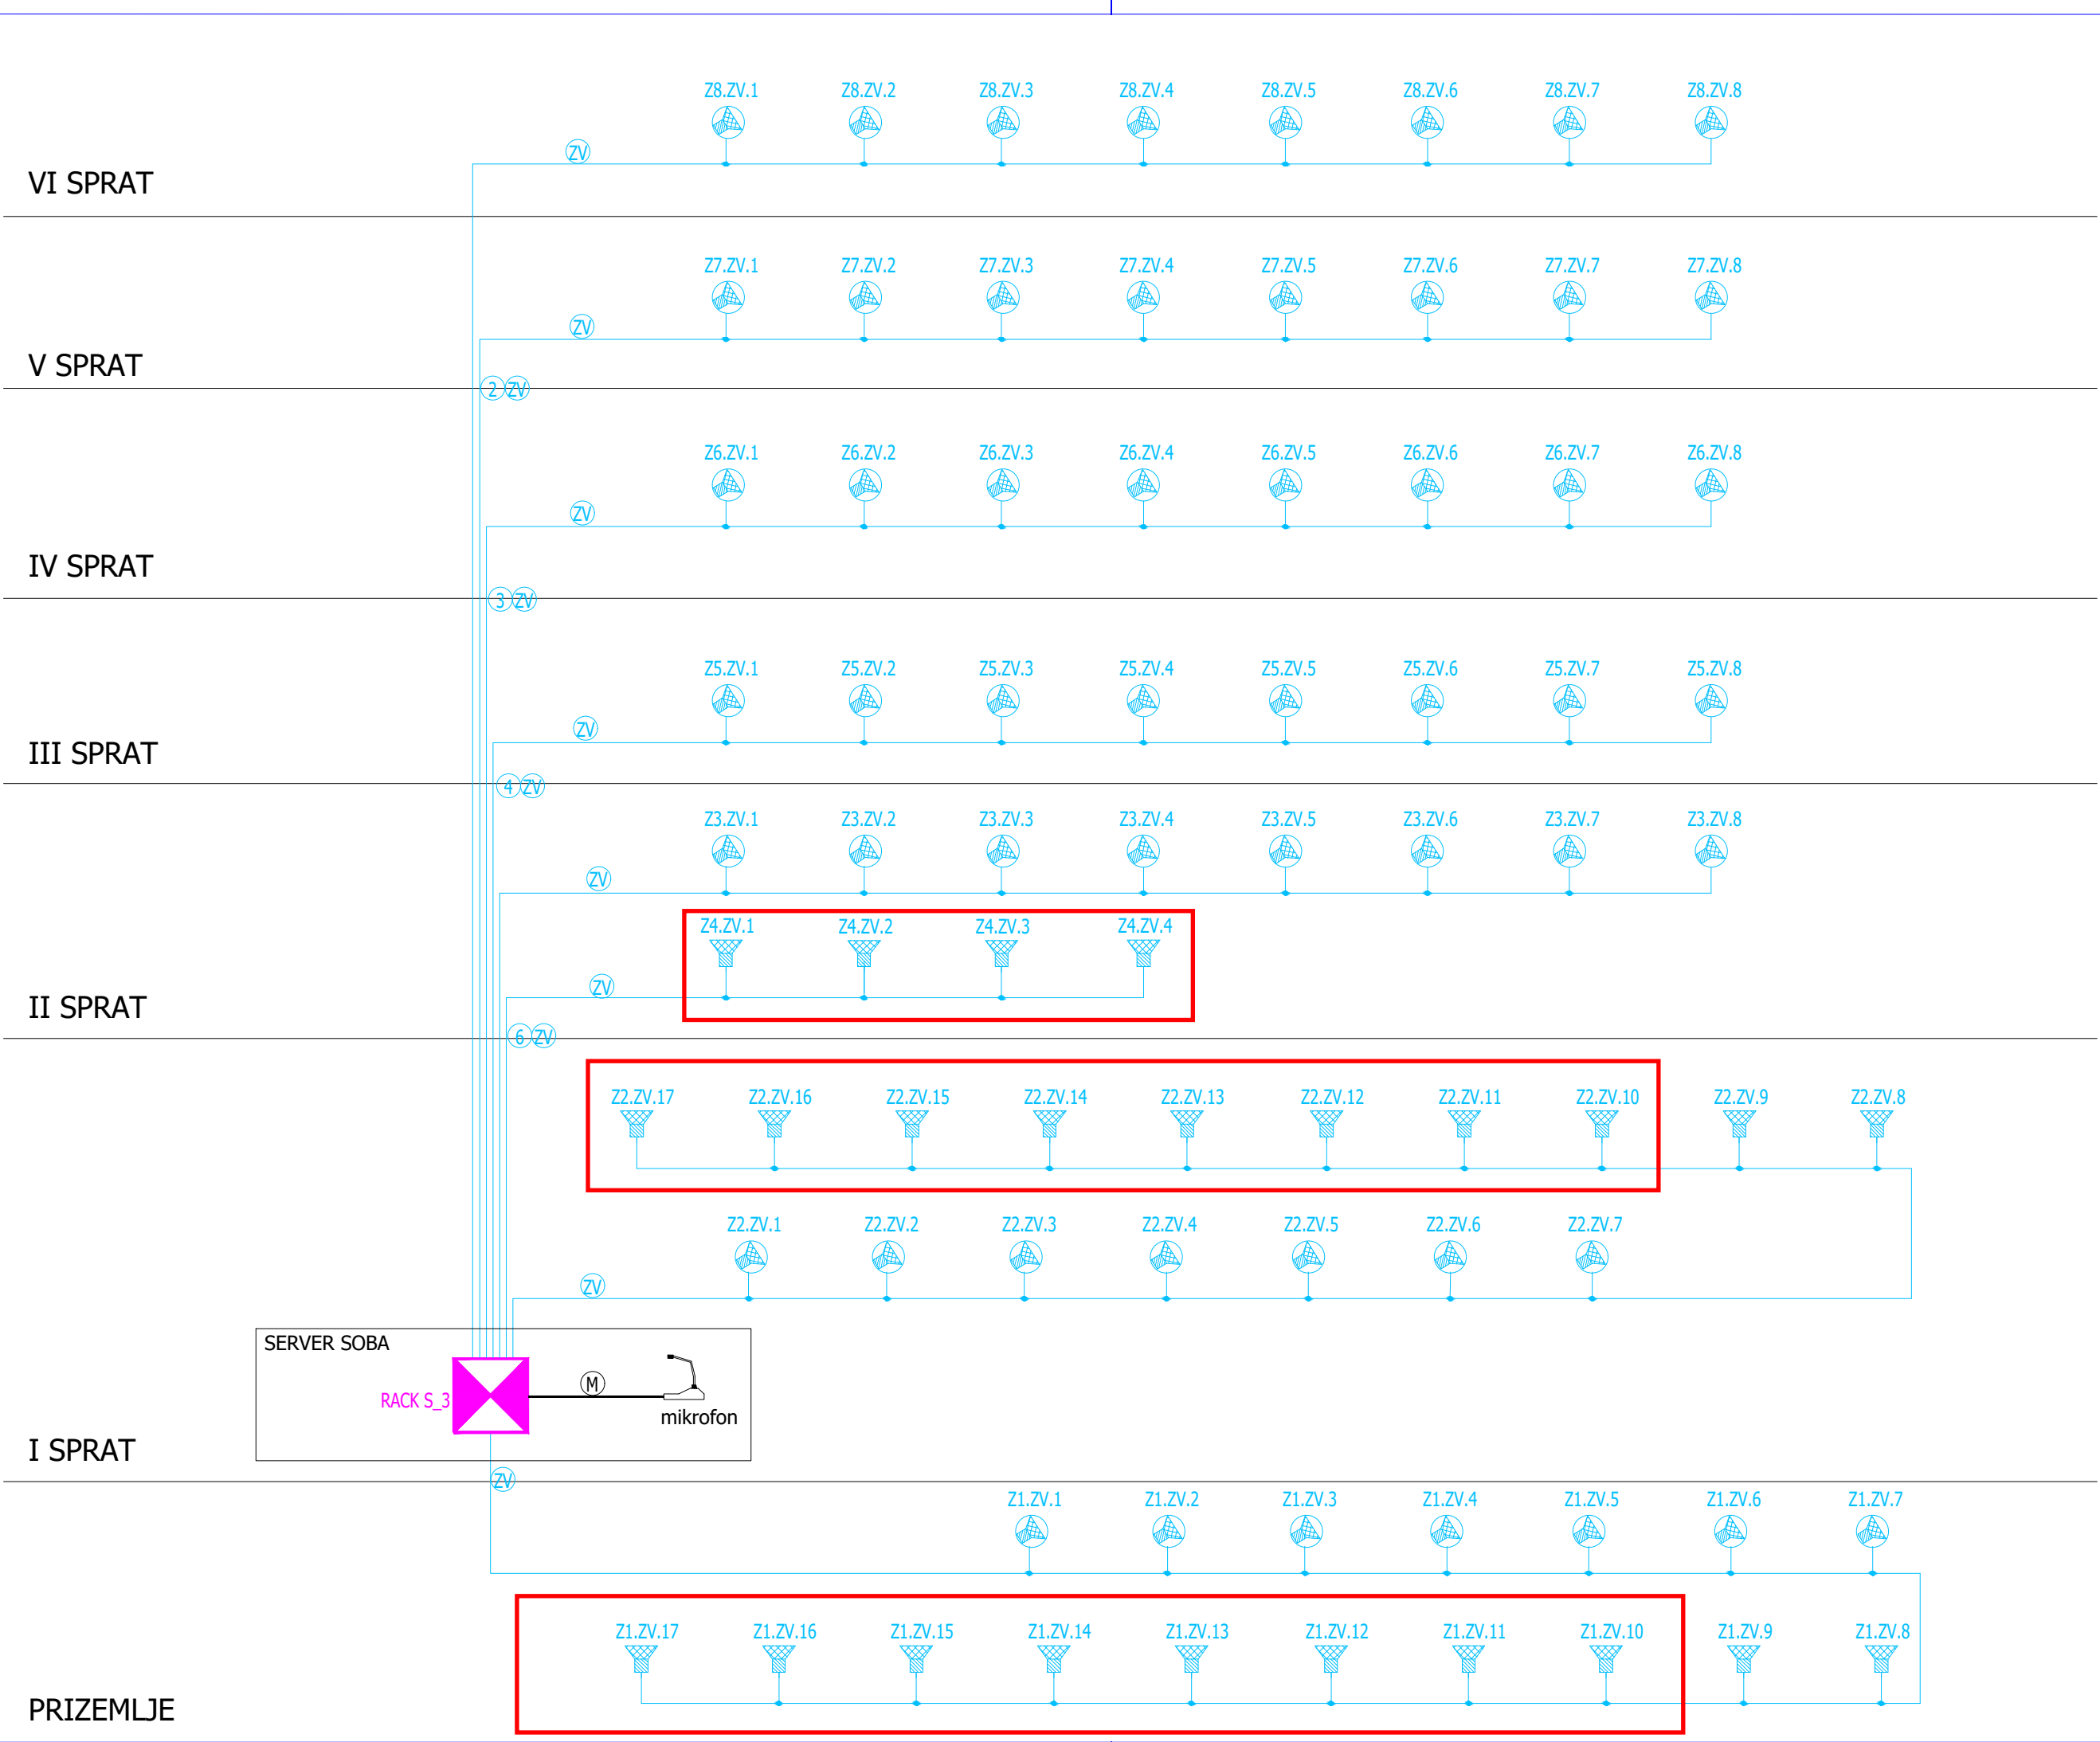 Z8.ZV.1 Z8.ZV.2 Z8.ZV.3 Z8.ZV.4 Z8.ZV.5 Z8.ZV.6 Z8.ZV.7 Z8.ZV.8
ZV
VI SPRAT
Z7.ZV.1 Z7.ZV.2 Z7.ZV.3 Z7.ZV.4 Z7.ZV.5 Z7.ZV.6 Z7.ZV.7 Z7.ZV.8
ZV
V SPRAT
2 ZV
Z6.ZV.1 Z6.ZV.2 Z6.ZV.3 Z6.ZV.4 Z6.ZV.5 Z6.ZV.6 Z6.ZV.7 Z6.ZV.8
ZV
IV SPRAT
3 ZV
Z5.ZV.1 Z5.ZV.2 Z5.ZV.3 Z5.ZV.4 Z5.ZV.5 Z5.ZV.6 Z5.ZV.7 Z5.ZV.8
ZV
III SPRAT
4 ZV
Z3.ZV.1 Z3.ZV.2 Z3.ZV.3 Z3.ZV.4 Z3.ZV.5 Z3.ZV.6 Z3.ZV.7 Z3.ZV.8
ZV
Z4.ZV.1 Z4.ZV.2 Z4.ZV.3 Z4.ZV.4
ZV
II SPRAT
6 ZV
Z2.ZV.17 Z2.ZV.16 Z2.ZV.15 Z2.ZV.14 Z2.ZV.13 Z2.ZV.12 Z2.ZV.11 Z2.ZV.10 Z2.ZV.9 Z2.ZV.8
Z2.ZV.1 Z2.ZV.2 Z2.ZV.3 Z2.ZV.4 Z2.ZV.5 Z2.ZV.6 Z2.ZV.7
ZV
SERVER SOBA
M
RACK S_3
mikrofon
I SPRAT
ZV
Z1.ZV.1 Z1.ZV.2 Z1.ZV.3 Z1.ZV.4 Z1.ZV.5 Z1.ZV.6 Z1.ZV.7
Z1.ZV.17 Z1.ZV.16 Z1.ZV.15 Z1.ZV.14 Z1.ZV.13 Z1.ZV.12 Z1.ZV.11 Z1.ZV.10 Z1.ZV.9 Z1.ZV.8
PRIZEMLJE